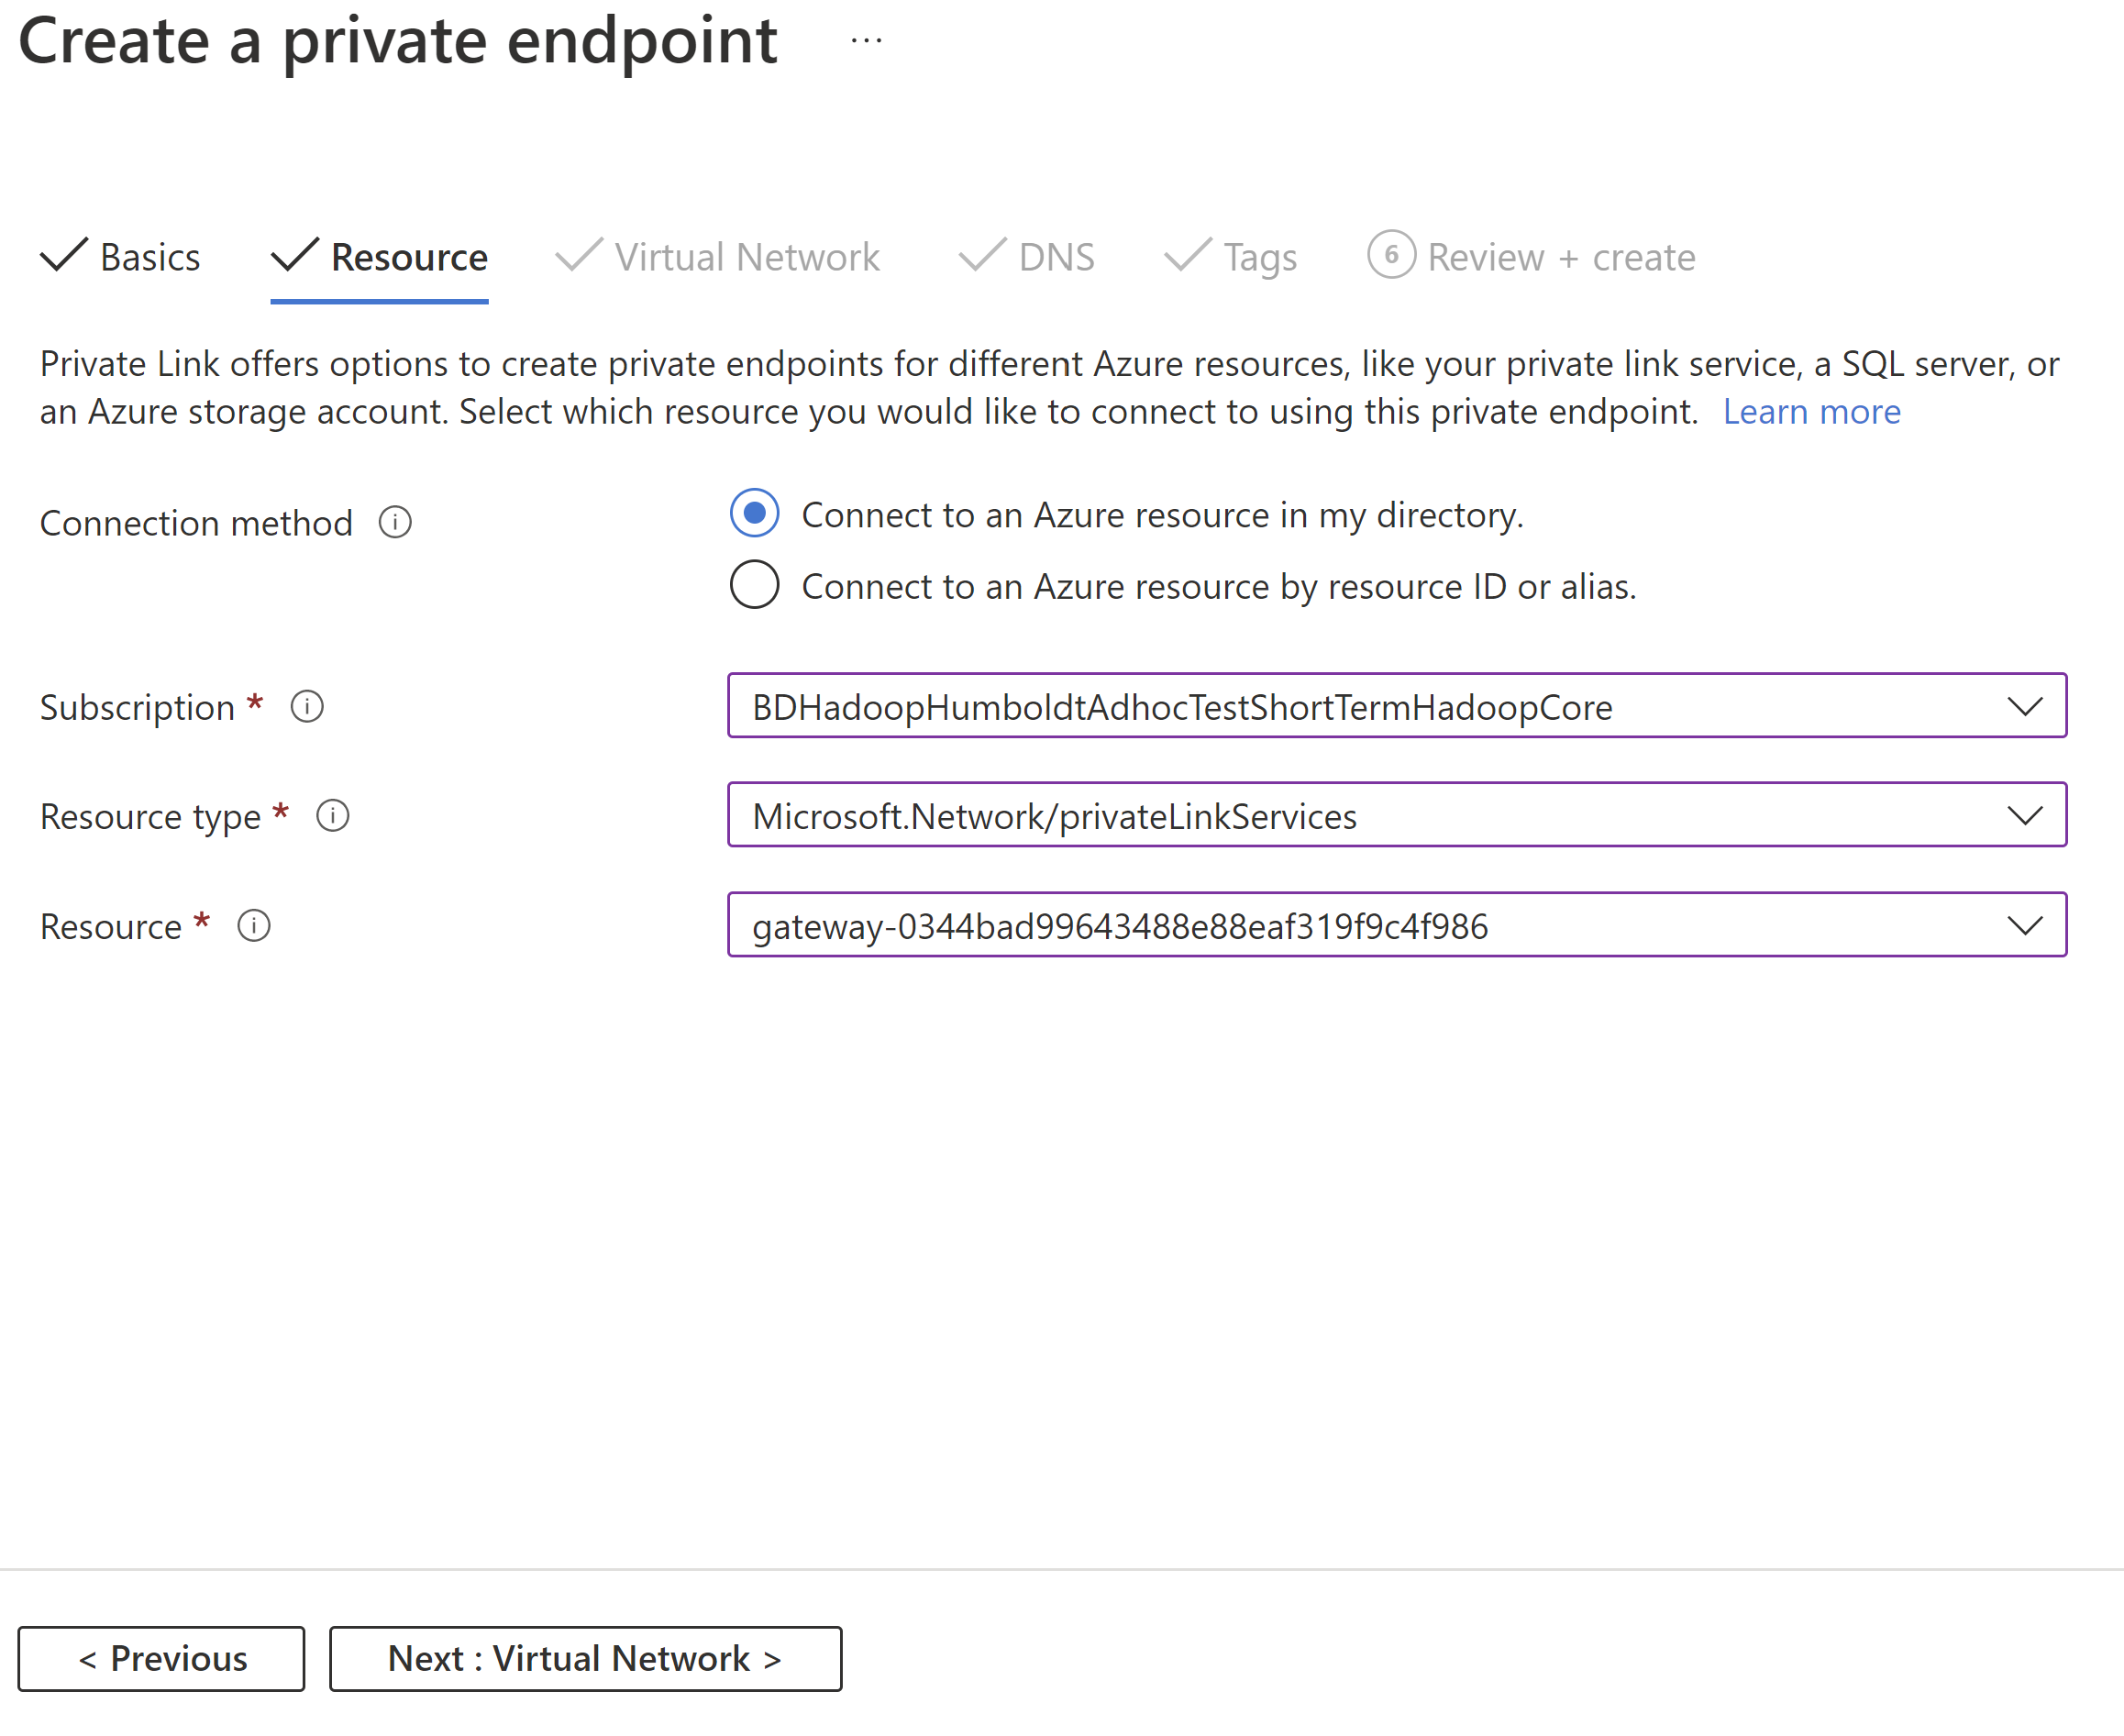 Create a private endpoint ...
Basics Resource Virtual Network DNS Tags 6 Review + create
Private Link offers options to create private endpoints for different Azure resources, like your private link service, a SQL server, or
an Azure storage account. Select which resource you would like to connect to using this private endpoint. Learn more
Connection method
Connect to an Azure resource in my directory.
Connect to an Azure resource by resource ID or alias.
Subscription * BDHadoopHumboldtAdhocTestShortTermHadoopCore
Resource type * Microsoft.Network/privateLinkServices
Resource * gateway-0344bad99643488e88eaf319f9c4f986
< Previous Next : Virtual Network >